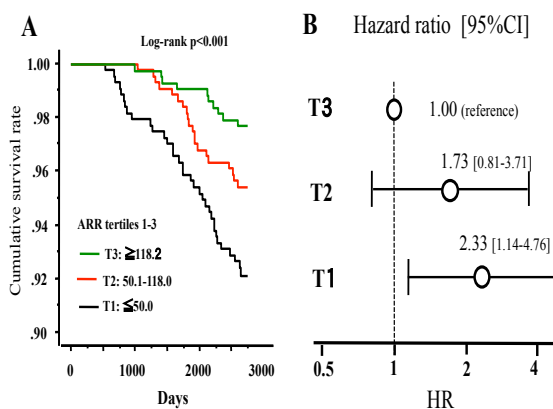 A
Log-rank p<0.001
Cumulative survival rate
1.00
.98
.96
.94
.92
.90
ARR tertiles 1-3
T3: ≧118.2
T2: 50.1-118.0
T1: ≦50.0
0 1000 2000 3000
Days
B Hazard ratio [95%CI]
T3 1.00 (reference)
1.73 [0.81-3.71]
T2
2.33 [1.14-4.76]
T1
0.5 1 2 4
HR